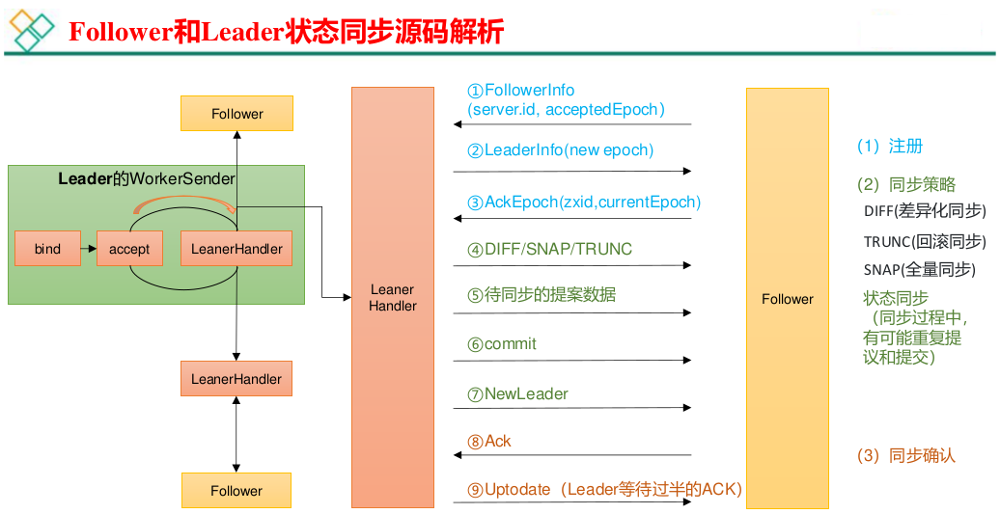 Follower和Leader状态同步源码解析
Follower
Leader的WorkerSender
bind
accept
LeanerHandler
LeanerHandler
Follower
Leaner
Handler
①FollowerInfo
(server.id, acceptedEpoch）
②LeaderInfo(new epoch)
③AckEpoch(zxid,currentEpoch)
④DIFF/SNAP/TRUNC
⑤待同步的提案数据
⑥commit
⑦NewLeader
⑧Ack
⑨Uptodate（Leader等待过半的ACK）
Follower
（1）注册
（2）同步策略
DIFF(差异化同步)
TRUNC(回滚同步)
SNAP(全量同步)
状态同步
（同步过程中，
有可能重复提
议和提交）
（3）同步确认